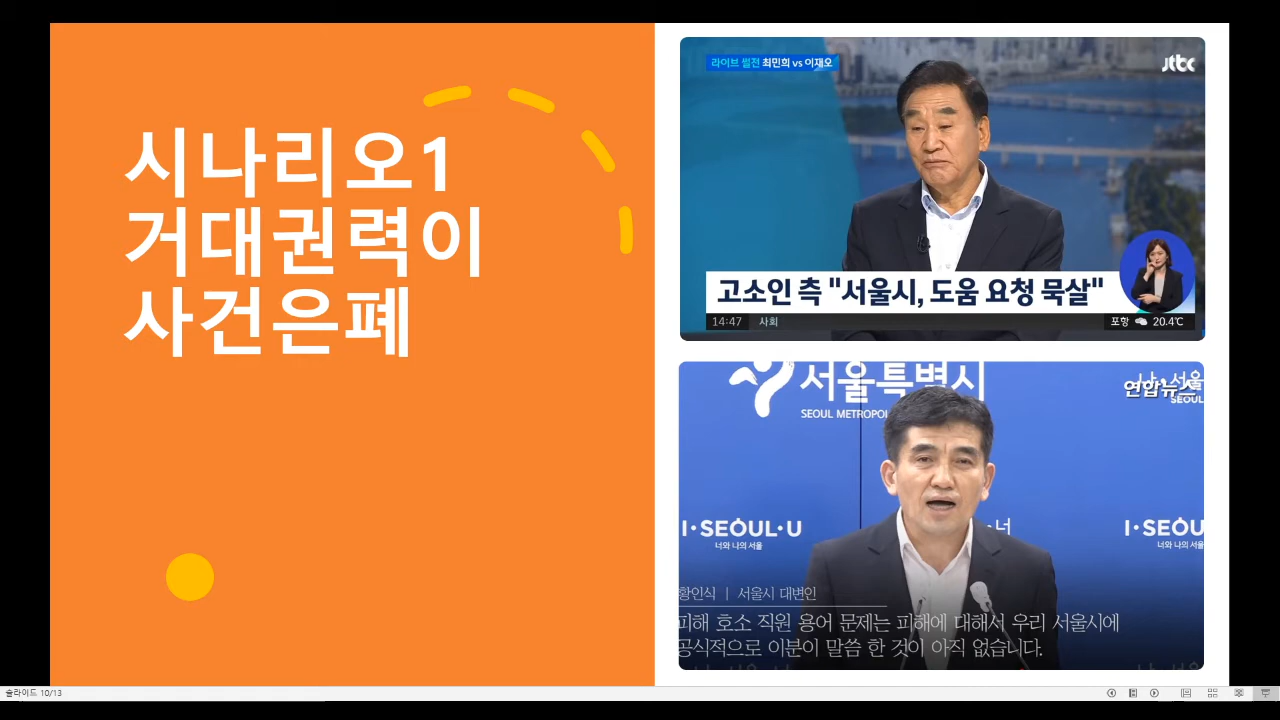 시나리오1
거대권력이
사건은폐
라이브 썰전 최민희 vs 이재오
jtbc
고소인 측 "서울시, 도움 요청 묵살"
14:47 사회
포항 20.4℃
서울특별시
SEOUL METROPOL
연합뉴스
SEOUL
I·SEOUL·U
너와 나의 서울
I·SEOU
너와 나의 서울
황인식 | 서울시 대변인
피해 호소 직원 용어 문제는 피해에 대해서 우리 서울시에
공식적으로 이분이 말씀 한 것이 아직 없습니다.
슬라이드 10/13